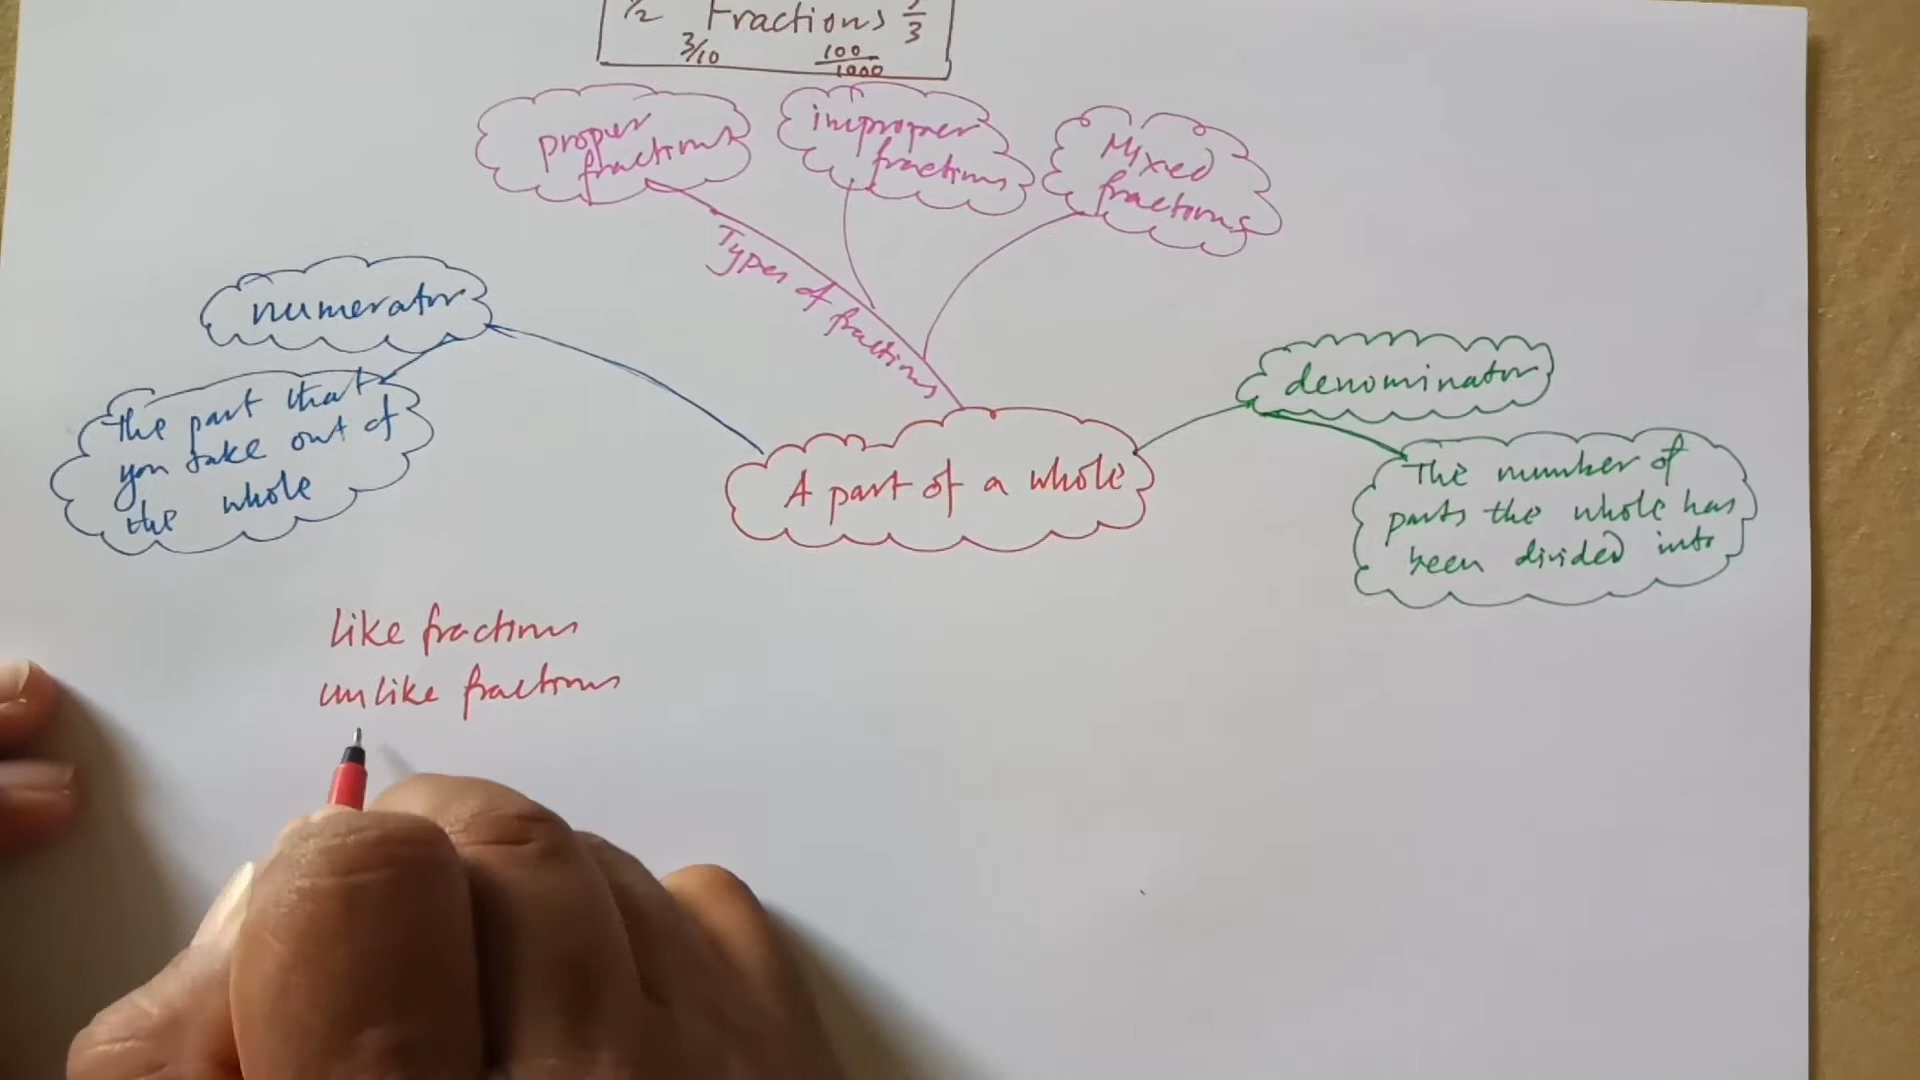 1/2 Fractions
3/10 100/1000
proper
fractions
improper
fractions
Mixed
fractions
Types of fractions
numerator
the part that
you take out of
the whole
A part of a whole
denominator
The number of
parts the whole has
been divided into
like fractions
unlike fractions